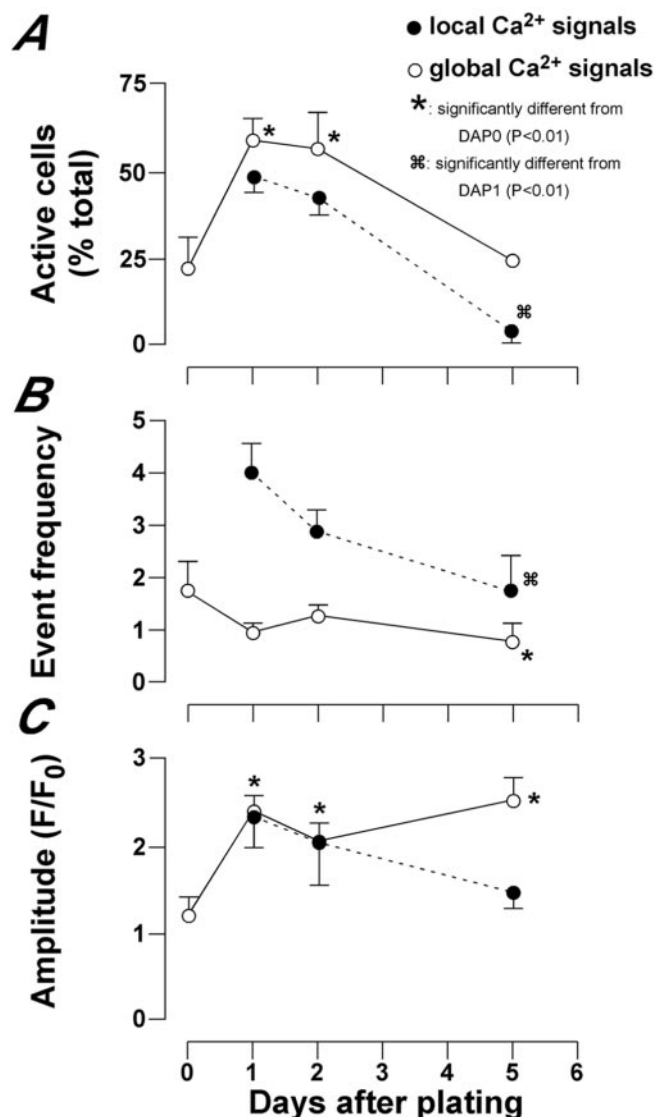 A
● local Ca²⁺ signals
○ global Ca²⁺ signals
*: significantly different from
DAP0 (P<0.01)
⌘: significantly different from
DAP1 (P<0.01)
Active cells
(% total)
75
50
25
0
*
*
⌘
B
Event frequency
5
4
3
2
1
0
⌘
*
C
Amplitude (F/F₀)
3
2
1
0
*
*
*
0 1 2 3 4 5 6
Days after plating